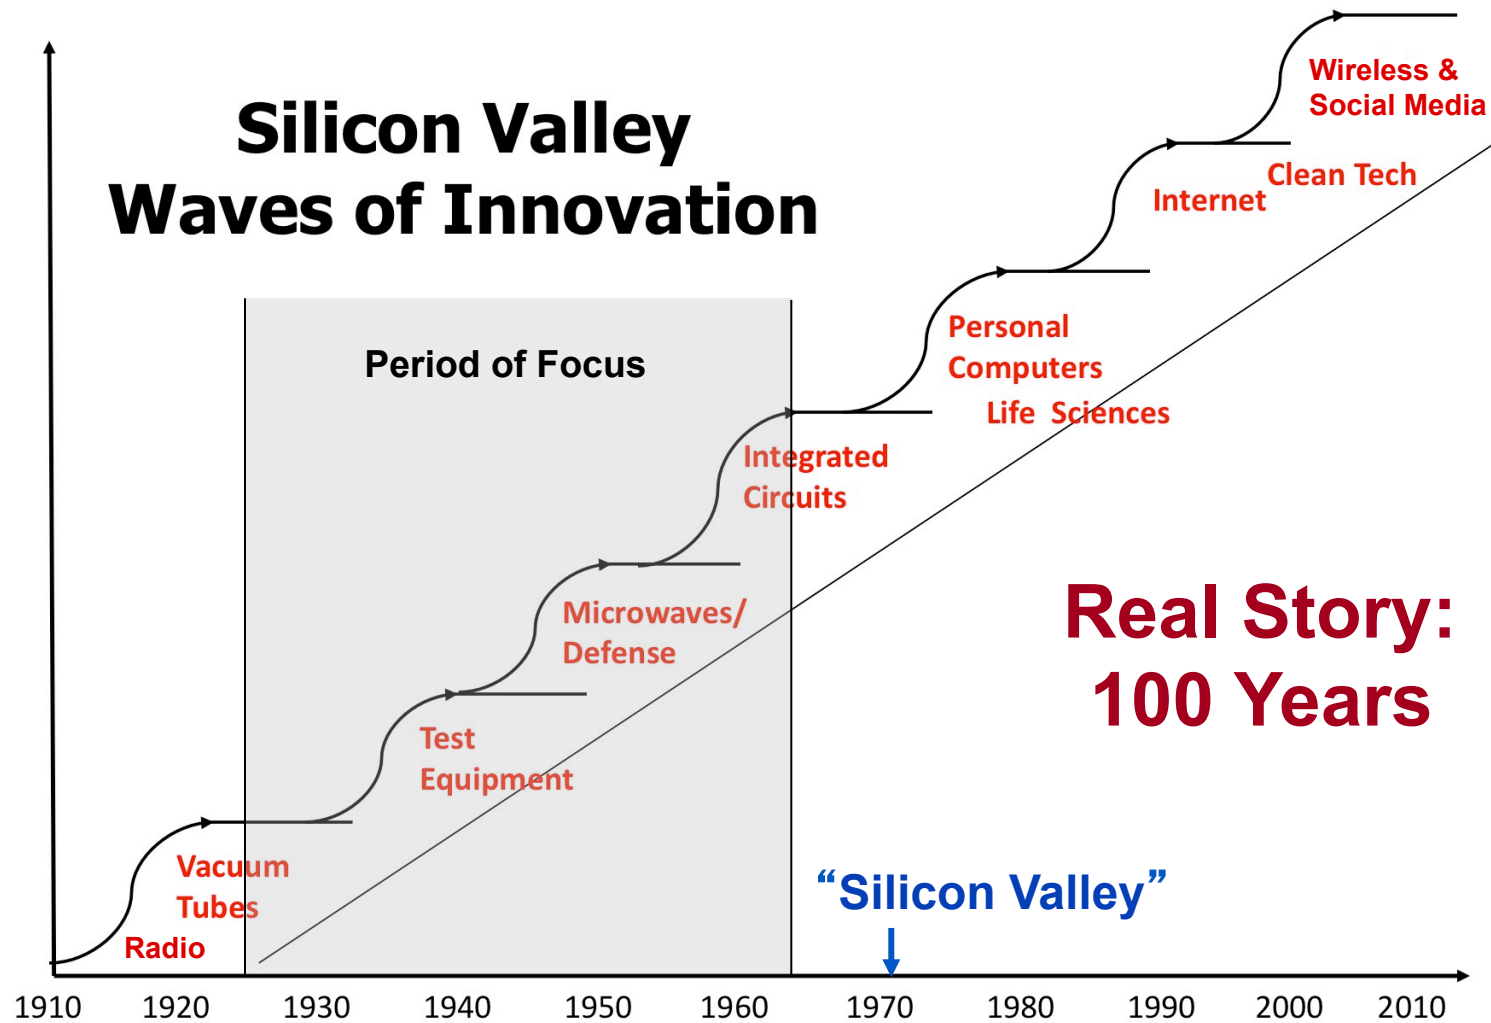 Silicon Valley
Waves of Innovation
Wireless &
Social Media
Clean Tech
Internet
Period of Focus
Personal
Computers
Life Sciences
Integrated
Circuits
Microwaves/
Defense
Real Story:
100 Years
Test
Equipment
Vacuum
Tubes
Radio
“Silicon Valley”
1910 1920 1930 1940 1950 1960 1970 1980 1990 2000 2010